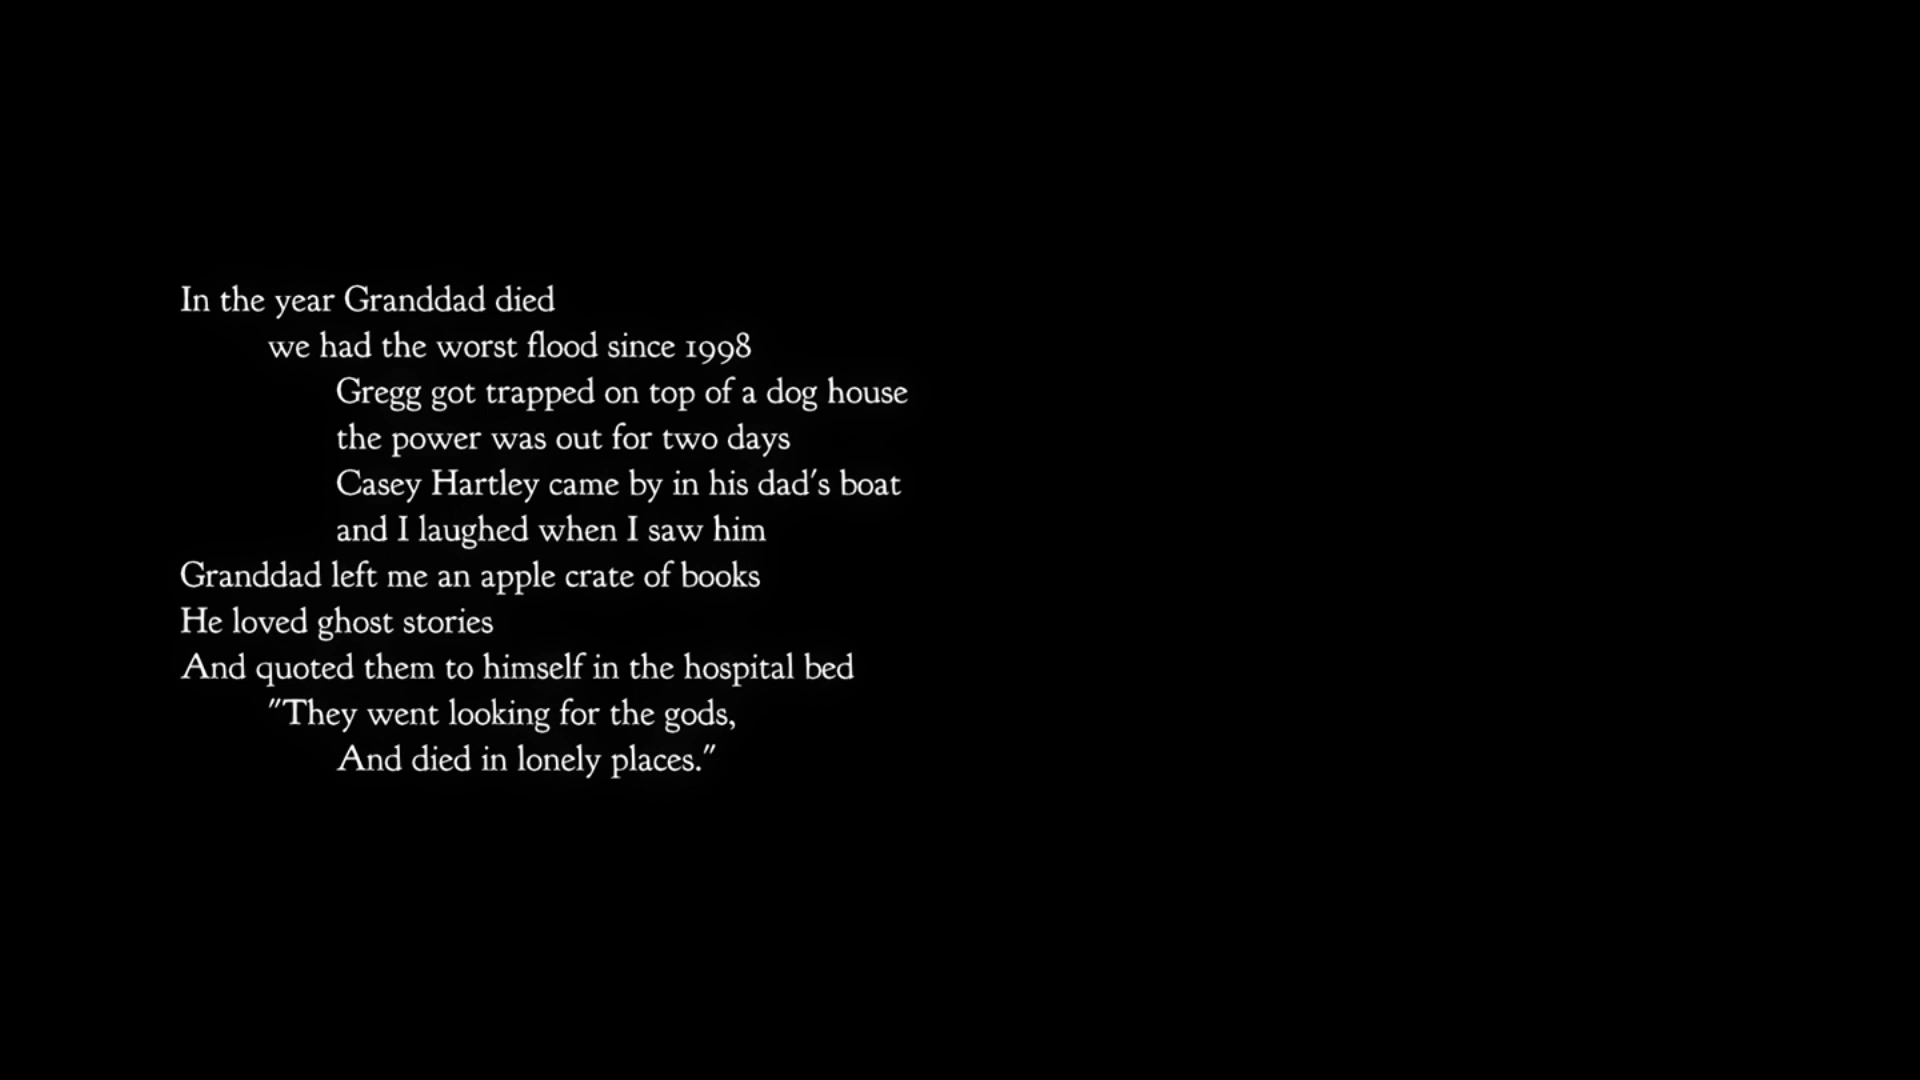 In the year Granddad died
we had the worst flood since 1998
Gregg got trapped on top of a dog house
the power was out for two days
Casey Hartley came by in his dad's boat
and I laughed when I saw him
Granddad left me an apple crate of books
He loved ghost stories
And quoted them to himself in the hospital bed
"They went looking for the gods,
And died in lonely places."